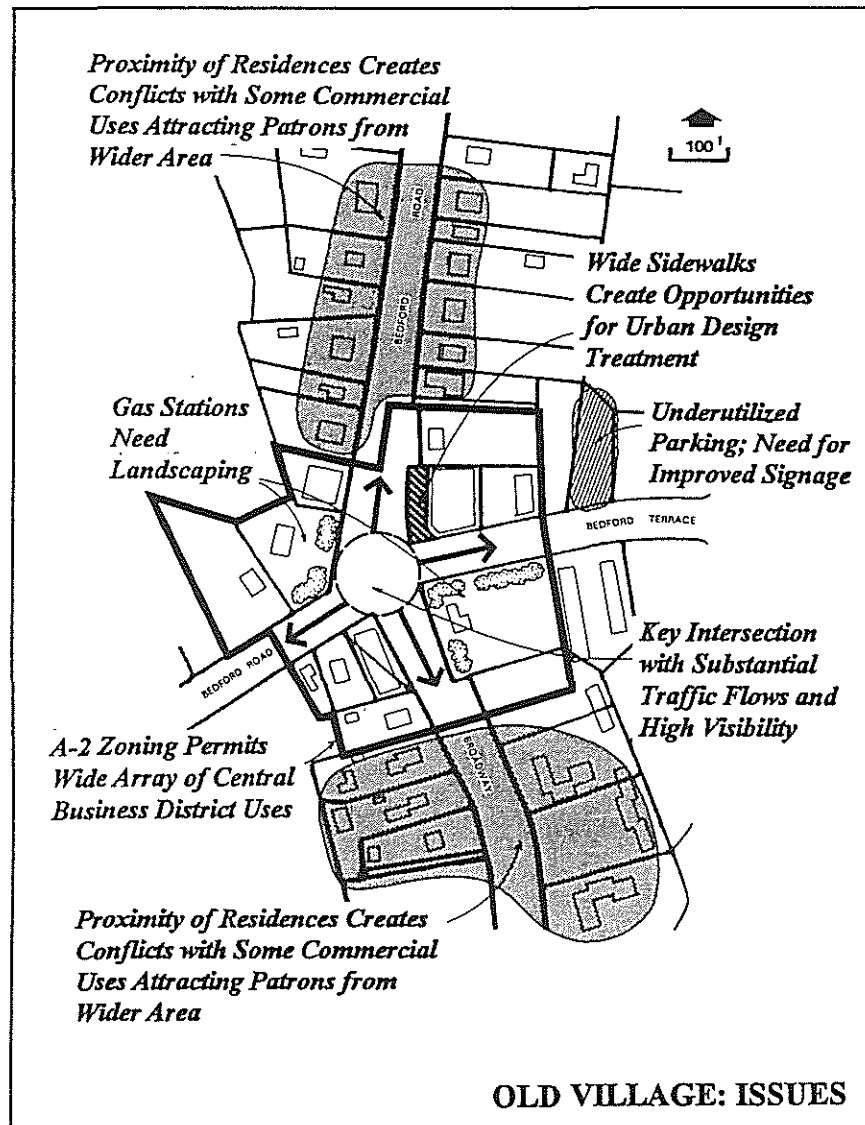 Proximity of Residences Creates
Conflicts with Some Commercial
Uses Attracting Patrons from
Wider Area
100'
BEDFORD ROAD
Wide Sidewalks
Create Opportunities
for Urban Design
Treatment
Gas Stations
Need
Landscaping
Underutilized
Parking; Need for
Improved Signage
BEDFORD TERRACE
BEDFORD ROAD
Key Intersection
with Substantial
Traffic Flows and
High Visibility
A-2 Zoning Permits
Wide Array of Central
Business District Uses
BROADWAY
Proximity of Residences Creates
Conflicts with Some Commercial
Uses Attracting Patrons from
Wider Area
OLD VILLAGE: ISSUES